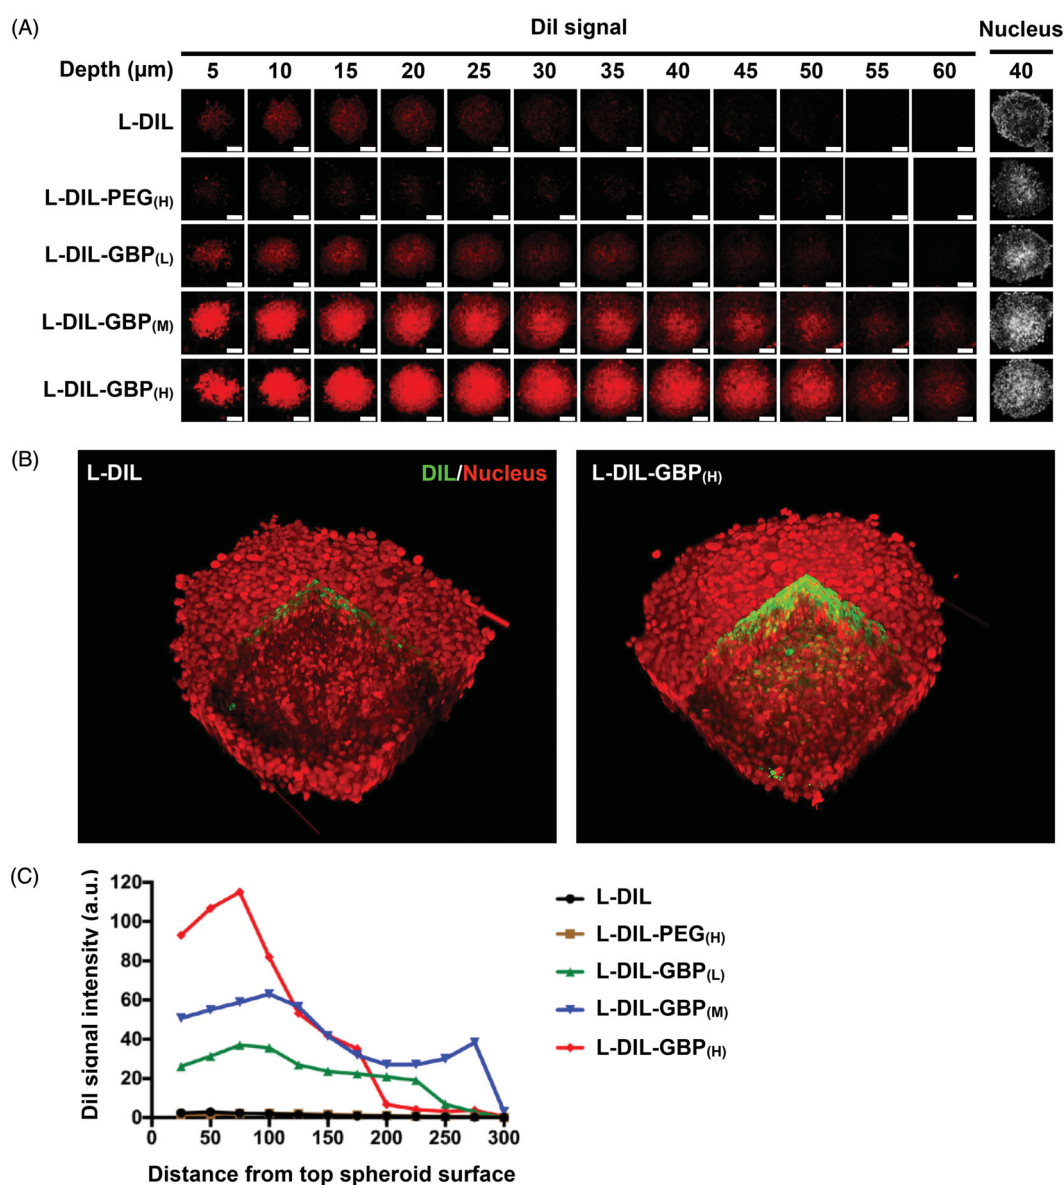 (A)
DiI signal
Nucleus
Depth (µm) 5 10 15 20 25 30 35 40 45 50 55 60 40
L-DIL
L-DIL-PEG(H)
L-DIL-GBP(L)
L-DIL-GBP(M)
L-DIL-GBP(H)
(B)
L-DIL
DIL/Nucleus
L-DIL-GBP(H)
(C)
DiI signal intensity (a.u.)
120
100
80
60
40
20
0
0 50 100 150 200 250 300
Distance from top spheroid surface
L-DIL
L-DIL-PEG(H)
L-DIL-GBP(L)
L-DIL-GBP(M)
L-DIL-GBP(H)